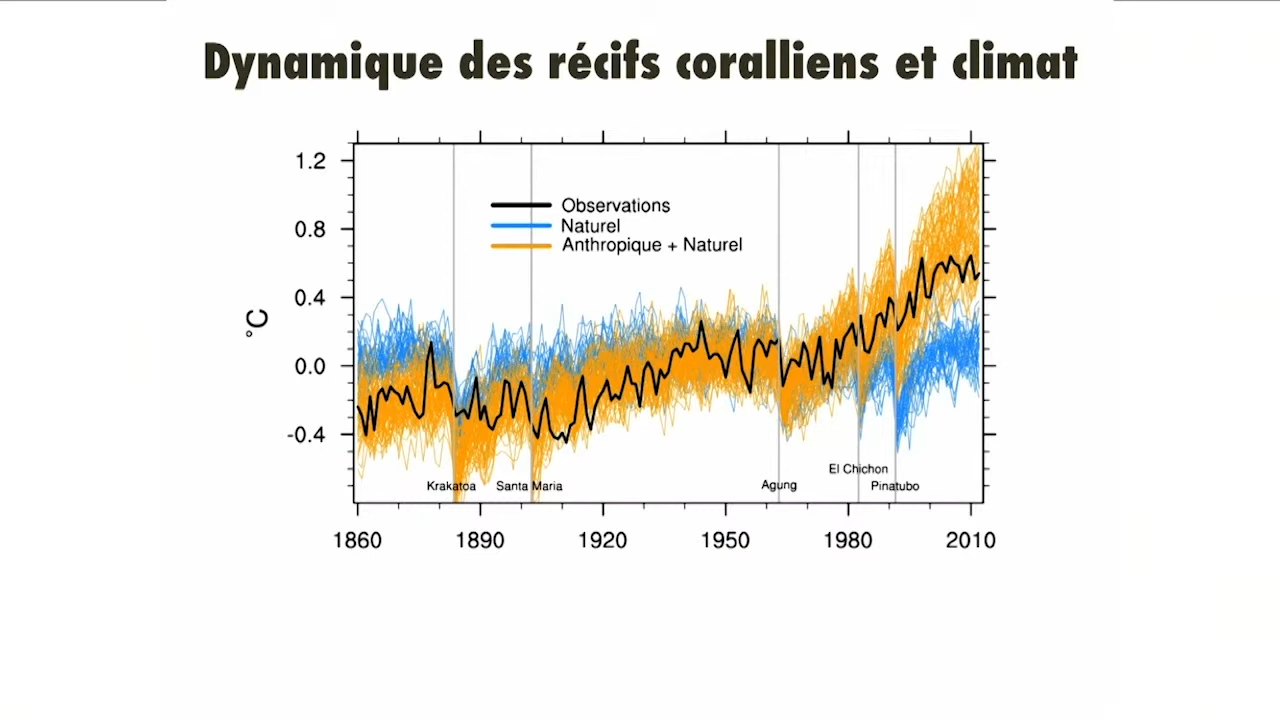 Dynamique des récifs coralliens et climat
1.2
0.8
0.4
0.0
-0.4
°C
Observations
Naturel
Anthropique + Naturel
El Chichon
Krakatoa Santa Maria Agung Pinatubo
1860 1890 1920 1950 1980 2010